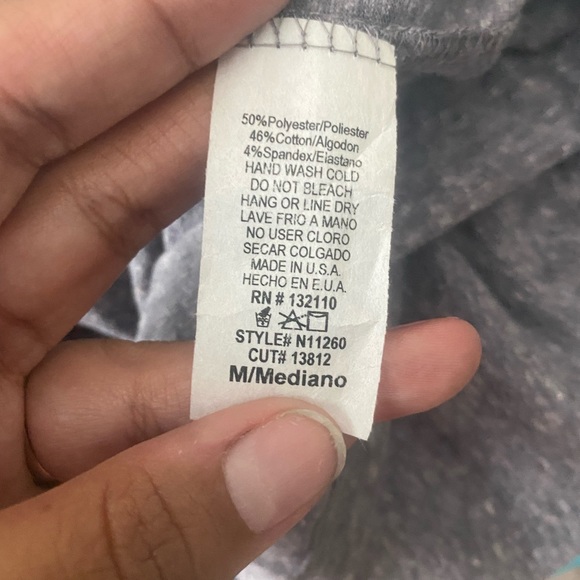 50%Polyester/Poliester
46%Cotton/Algodon
4%Spandex/Elastano
HAND WASH COLD
DO NOT BLEACH
HANG OR LINE DRY
LAVE FRIO A MANO
NO USER CLORO
SECAR COLGADO
MADE IN U.S.A.
HECHO EN E.U.A.
RN # 132110
STYLE# N11260
CUT# 13812
M/Mediano